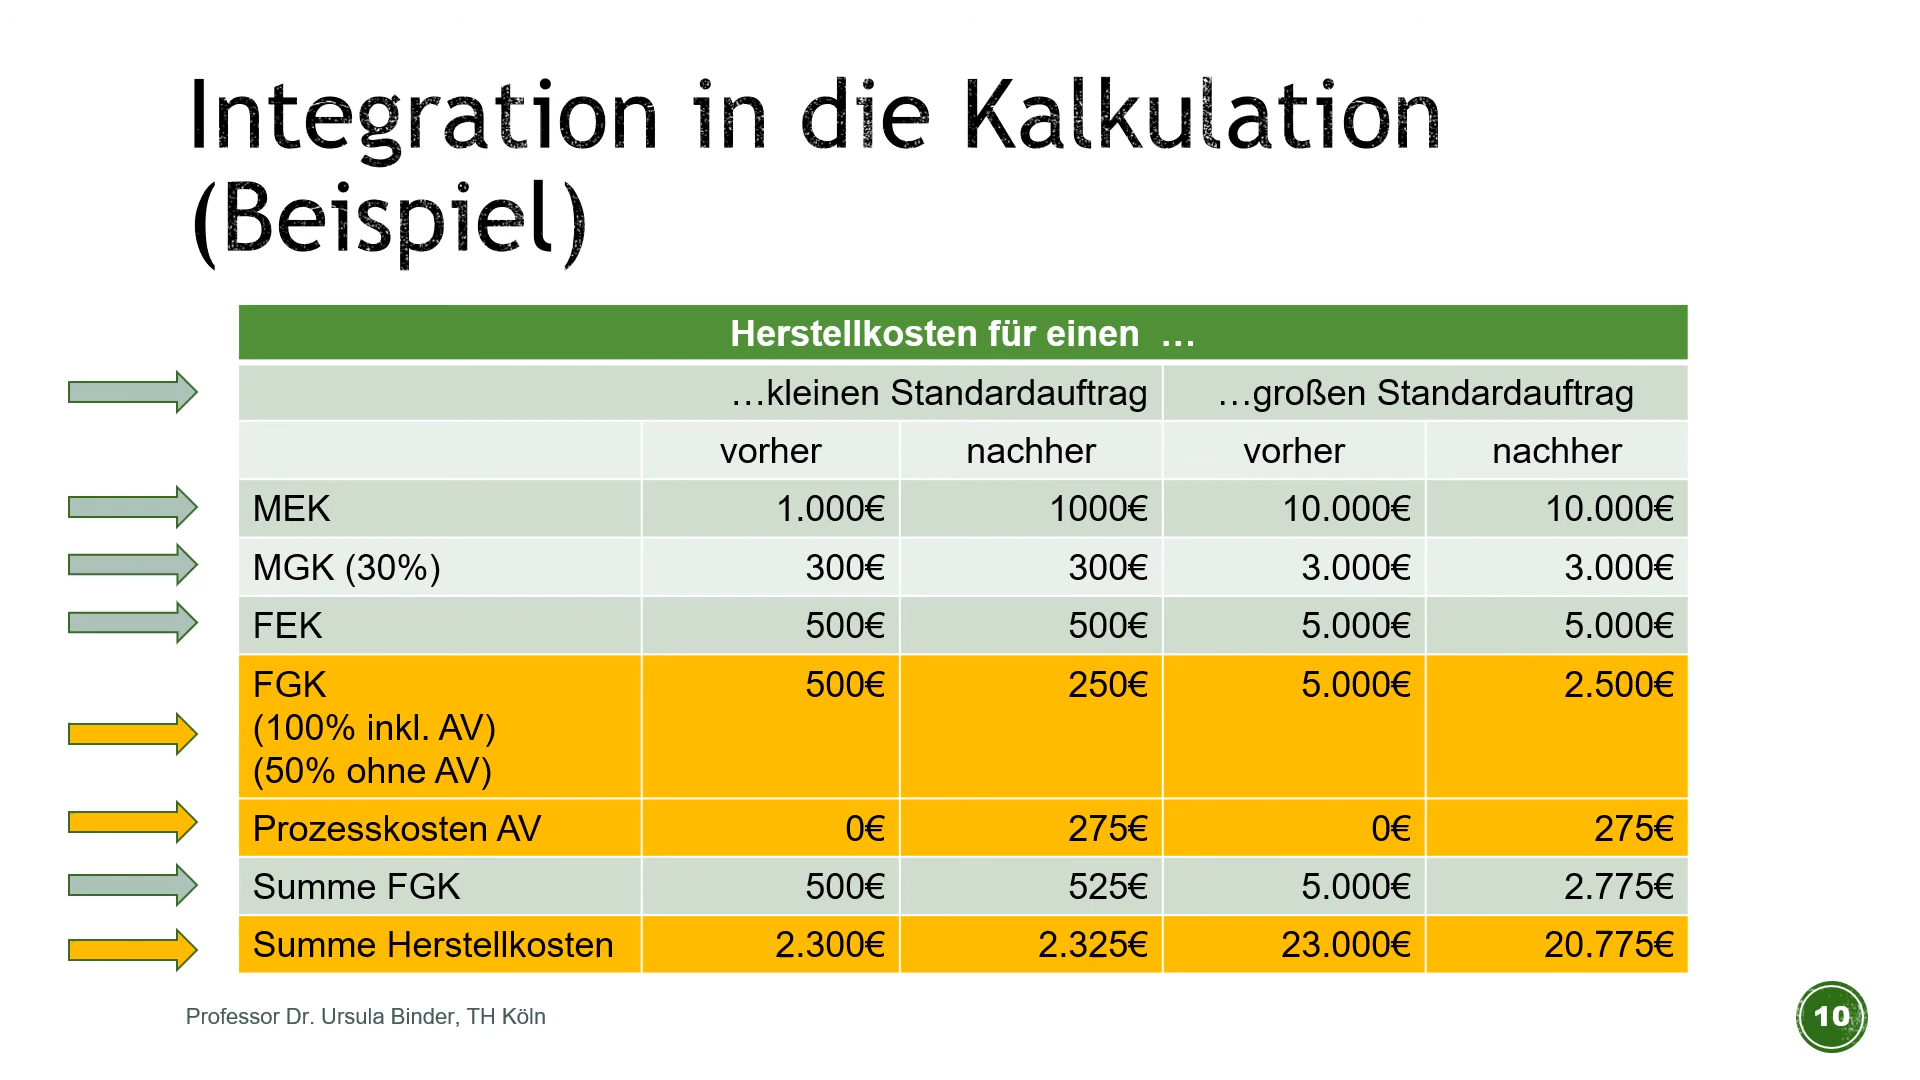 Integration in die Kalkulation
(Beispiel)
Herstellkosten für einen …
…kleinen Standardauftrag …großen Standardauftrag
vorher nachher vorher nachher
MEK 1.000€ 1000€ 10.000€ 10.000€
MGK (30%) 300€ 300€ 3.000€ 3.000€
FEK 500€ 500€ 5.000€ 5.000€
FGK 500€ 250€ 5.000€ 2.500€
(100% inkl. AV)
(50% ohne AV)
Prozesskosten AV 0€ 275€ 0€ 275€
Summe FGK 500€ 525€ 5.000€ 2.775€
Summe Herstellkosten 2.300€ 2.325€ 23.000€ 20.775€
Professor Dr. Ursula Binder, TH Köln
10